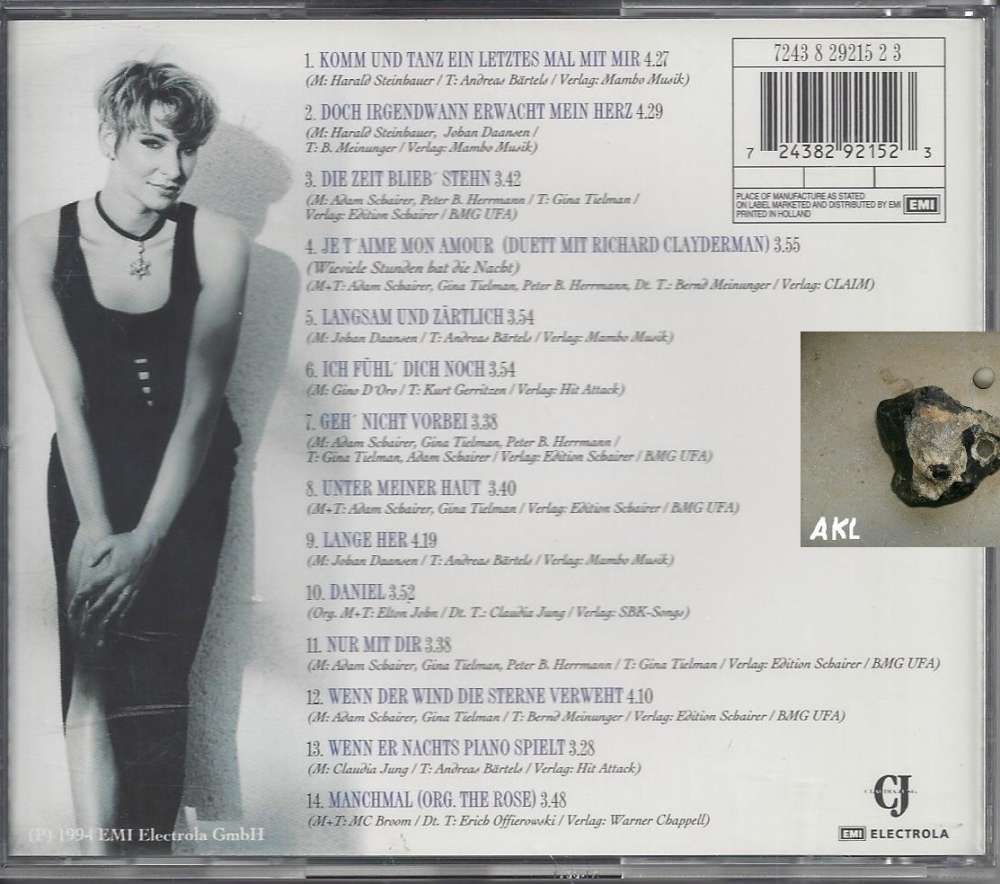 1. KOMM UND TANZ EIN LETZTES MAL MIT MIR 4.27
(M: Harald Steinbauer / T: Andreas Bärtels / Verlag: Mambo Musik)
2. DOCH IRGENDWANN ERWACHT MEIN HERZ 4.29
(M: Harald Steinbauer, Johan Daansen /
T: B. Meinunger / Verlag: Mambo Musik)
3. DIE ZEIT BLIEB´ STEHN 3.42
(M: Adam Schairer, Peter B. Herrmann / T: Gina Tielman /
Verlag: Edition Schairer / BMG UFA)
4. JE T´AIME MON AMOUR (DUETT MIT RICHARD CLAYDERMAN) 3.55
(Wieviele Stunden hat die Nacht)
(M+T: Adam Schairer, Gina Tielman, Peter B. Herrmann, Dt. T.: Bernd Meinunger / Verlag: CLAIM)
5. LANGSAM UND ZÄRTLICH 3.54
(M: Johan Daansen / T: Andreas Bärtels / Verlag: Mambo Musik)
6. ICH FÜHL´ DICH NOCH 3.54
(M: Gino D'Oro / T: Kurt Gerritzen / Verlag: Hit Attack)
7. GEH´ NICHT VORBEI 3.38
(M: Adam Schairer, Gina Tielman, Peter B. Herrmann /
T: Gina Tielman, Adam Schairer / Verlag: Edition Schairer / BMG UFA)
8. UNTER MEINER HAUT 3.40
(M+T: Adam Schairer, Gina Tielman / Verlag: Edition Schairer / BMG UFA)
9. LANGE HER 4.19
(M: Johan Daansen / T: Andreas Bärtels / Verlag: Mambo Musik)
10. DANIEL 3.52
(Org. M+T: Elton John / Dt. T.: Claudia Jung / Verlag: SBK-Songs)
11. NUR MIT DIR 3.38
(M: Adam Schairer, Gina Tielman, Peter B. Herrmann / T: Gina Tielman / Verlag: Edition Schairer / BMG UFA)
12. WENN DER WIND DIE STERNE VERWEHT 4.10
(M: Adam Schairer, Gina Tielman / T: Bernd Meinunger / Verlag: Edition Schairer / BMG UFA)
13. WENN ER NACHTS PIANO SPIELT 3.28
(M: Claudia Jung / T: Andreas Bärtels / Verlag: Hit Attack)
14. MANCHMAL (ORG. THE ROSE) 3.48
(M+T: MC Broom / Dt. T: Erich Offierowski / Verlag: Warner Chappell)
(P) 1994 EMI Electrola GmbH
7243 8 29215 2 3
7 24382 92152 3
PLACE OF MANUFACTURE AS STATED
ON LABEL MARKETED AND DISTRIBUTED BY EMI
PRINTED IN HOLLAND
EMI
AKL
CJ
EMI ELECTROLA